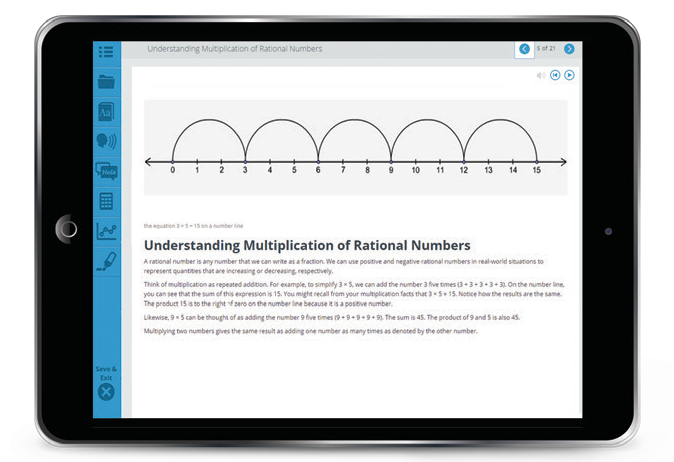 Understanding Multiplication of Rational Numbers
5 of 21
Aa
Hola
0 1 2 3 4 5 6 7 8 9 10 11 12 13 14 15
the equation 3 × 5 = 15 on a number line
Understanding Multiplication of Rational Numbers
A rational number is any number that we can write as a fraction. We can use positive and negative rational numbers in real-world situations to
represent quantities that are increasing or decreasing, respectively.
Think of multiplication as repeated addition. For example, to simplify 3 × 5, we can add the number 3 five times (3 + 3 + 3 + 3 + 3). On the number line,
you can see that the sum of this expression is 15. You might recall from your multiplication facts that 3 × 5 = 15. Notice how the results are the same.
The product 15 is to the right of zero on the number line because it is a positive number.
Likewise, 9 × 5 can be thought of as adding the number 9 five times (9 + 9 + 9 + 9 + 9). The sum is 45. The product of 9 and 5 is also 45.
Multiplying two numbers gives the same result as adding one number as many times as denoted by the other number.
Save &
Exit